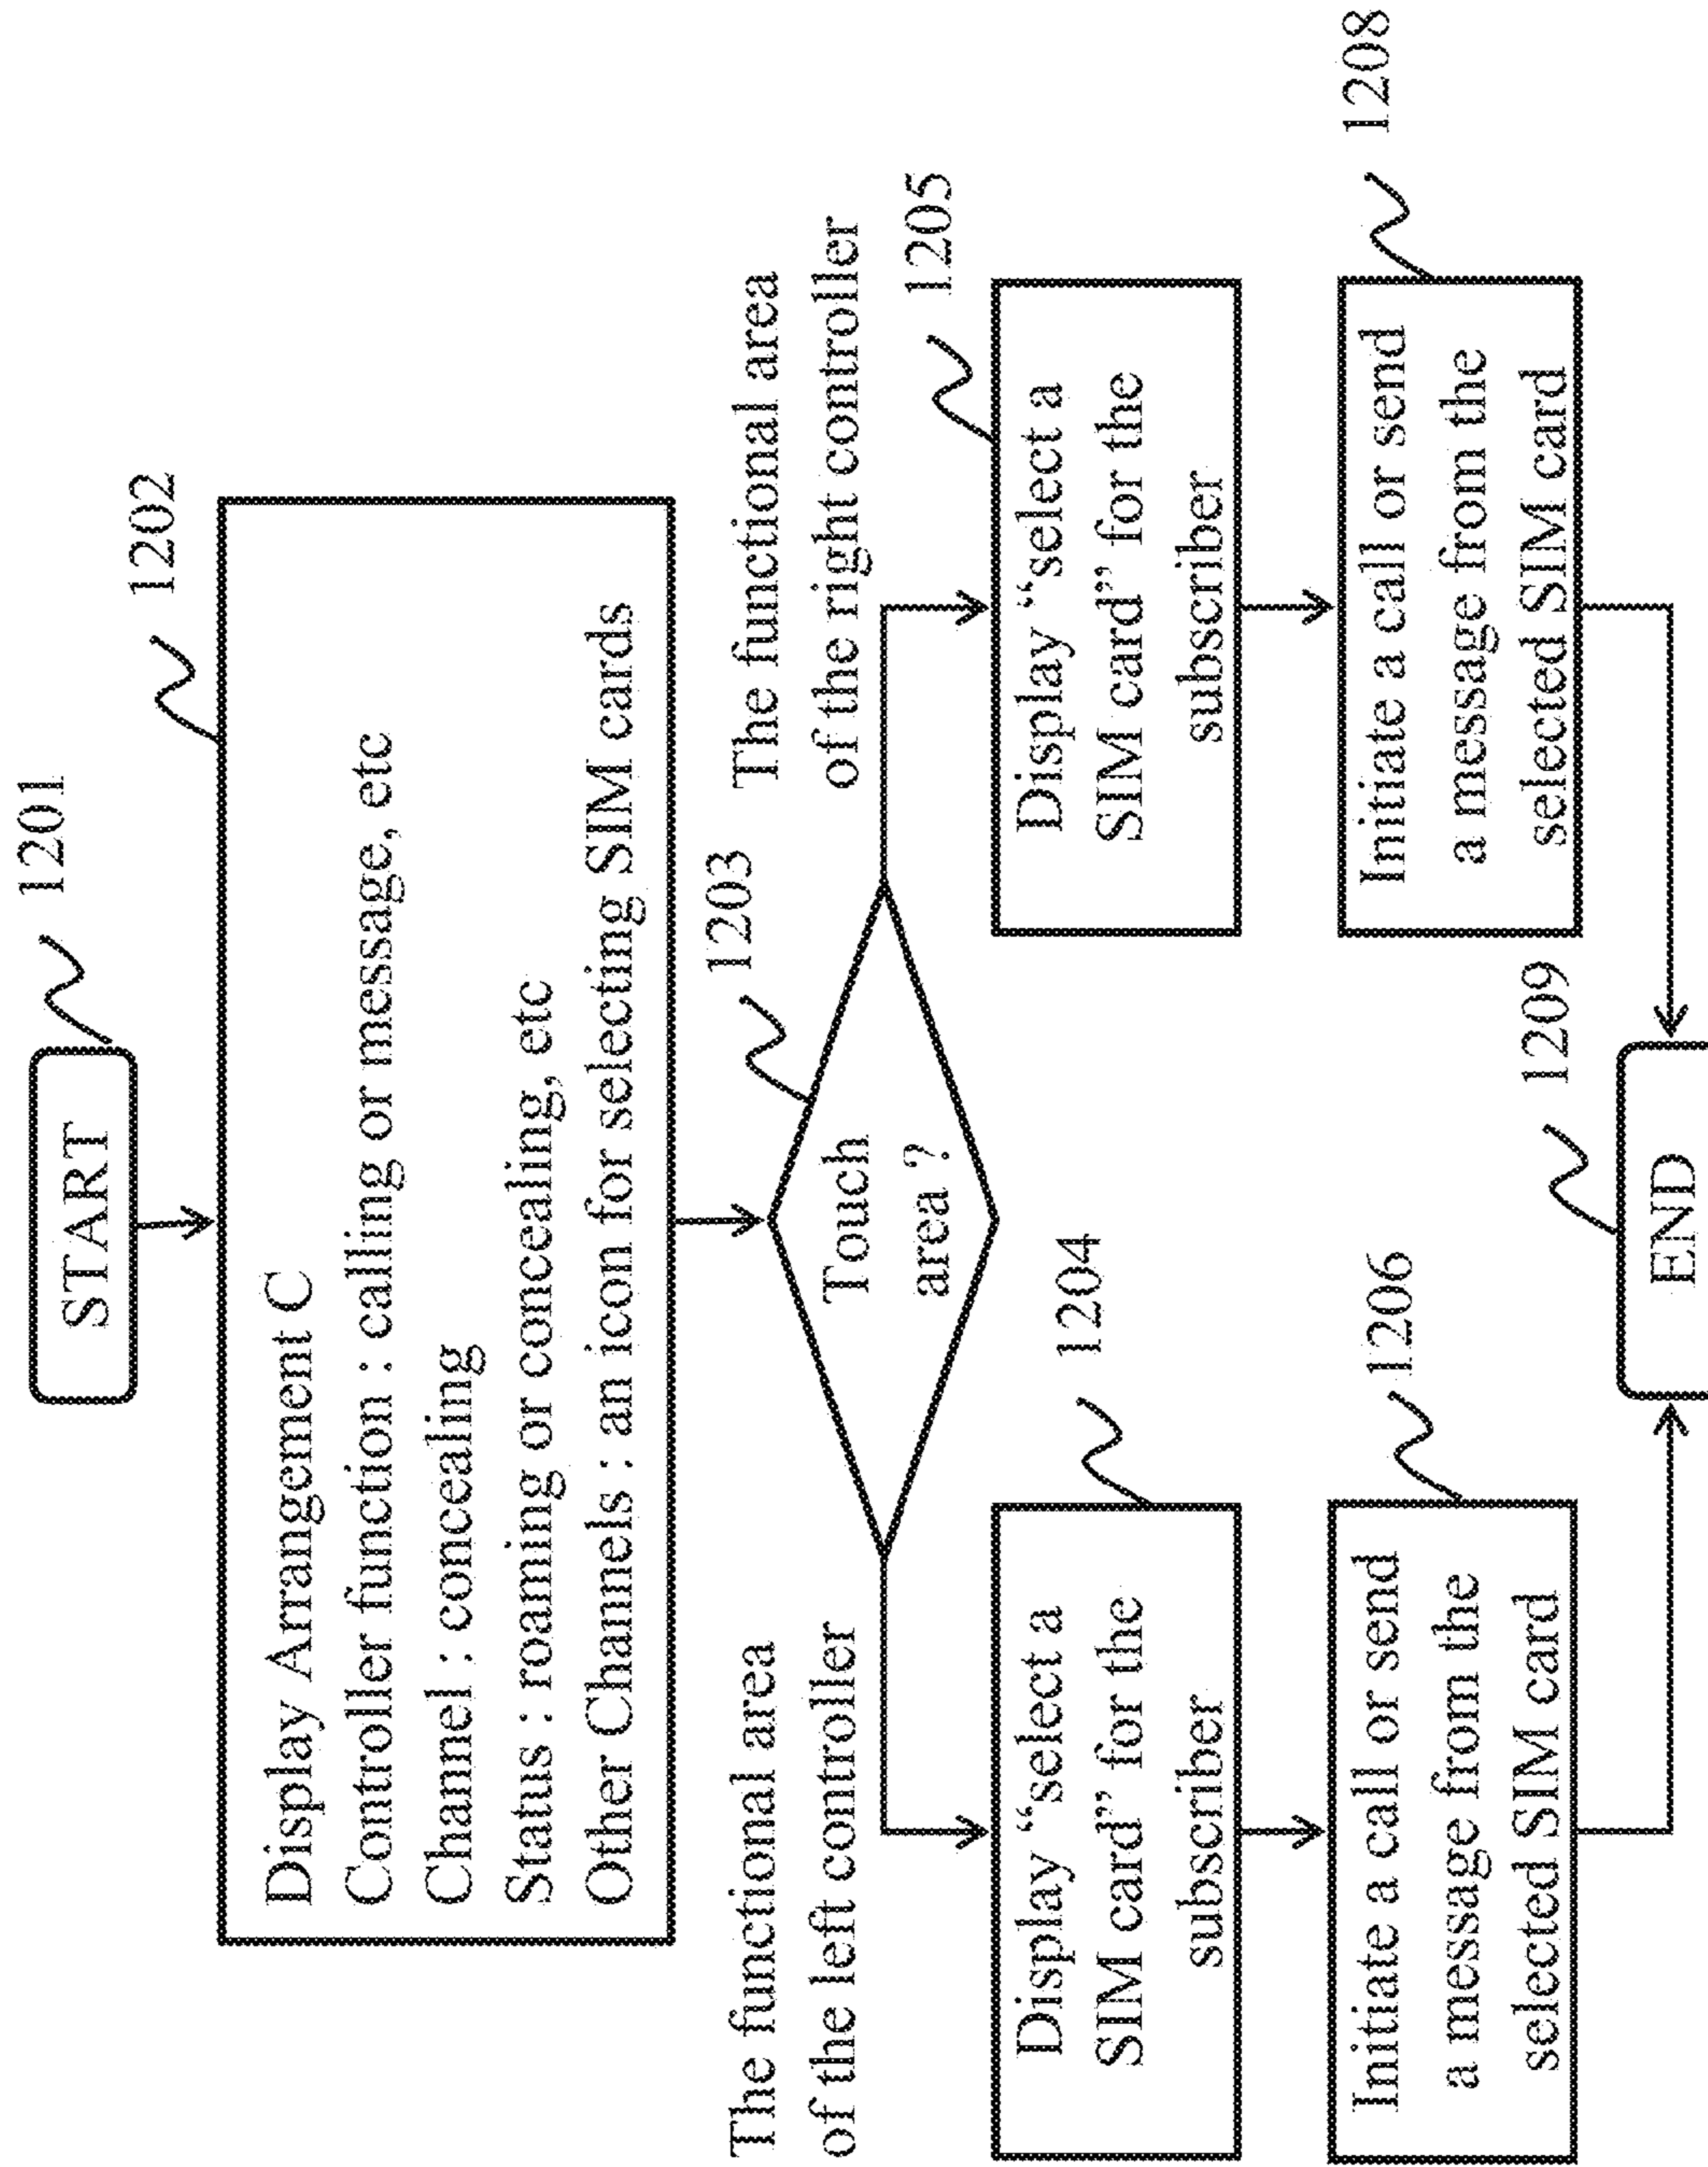 START
1201
1202
Display Arrangement C
Controller function : calling or message, etc
Channel : concealing
Status : roaming or concealing, etc
Other Channels : an icon for selecting SIM cards
1203
Touch
area ?
The functional area
of the left controller
The functional area
of the right controller
1204
Display “select a
SIM card” for the
subscriber
1205
Display “select a
SIM card” for the
subscriber
1206
Initiate a call or send
a message from the
selected SIM card
1208
Initiate a call or send
a message from the
selected SIM card
1209
END